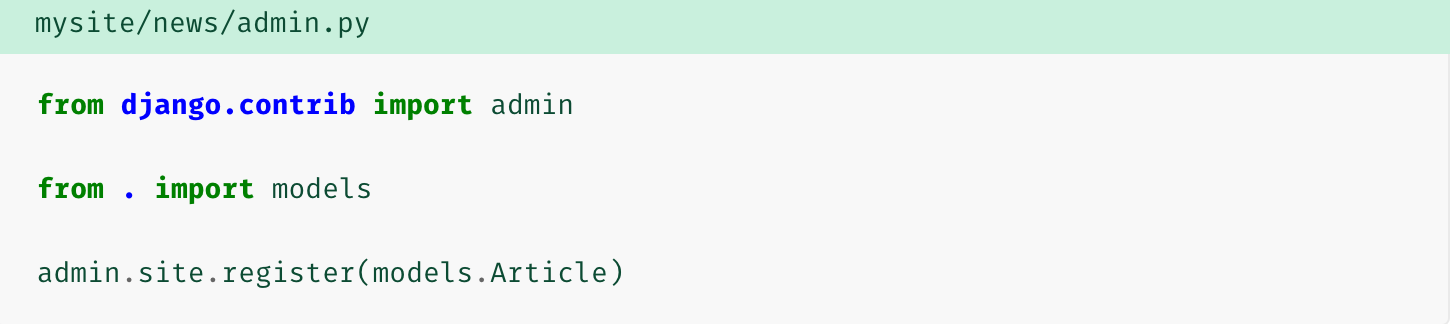 mysite/news/admin.py
from django.contrib import admin
from . import models
admin.site.register(models.Article)